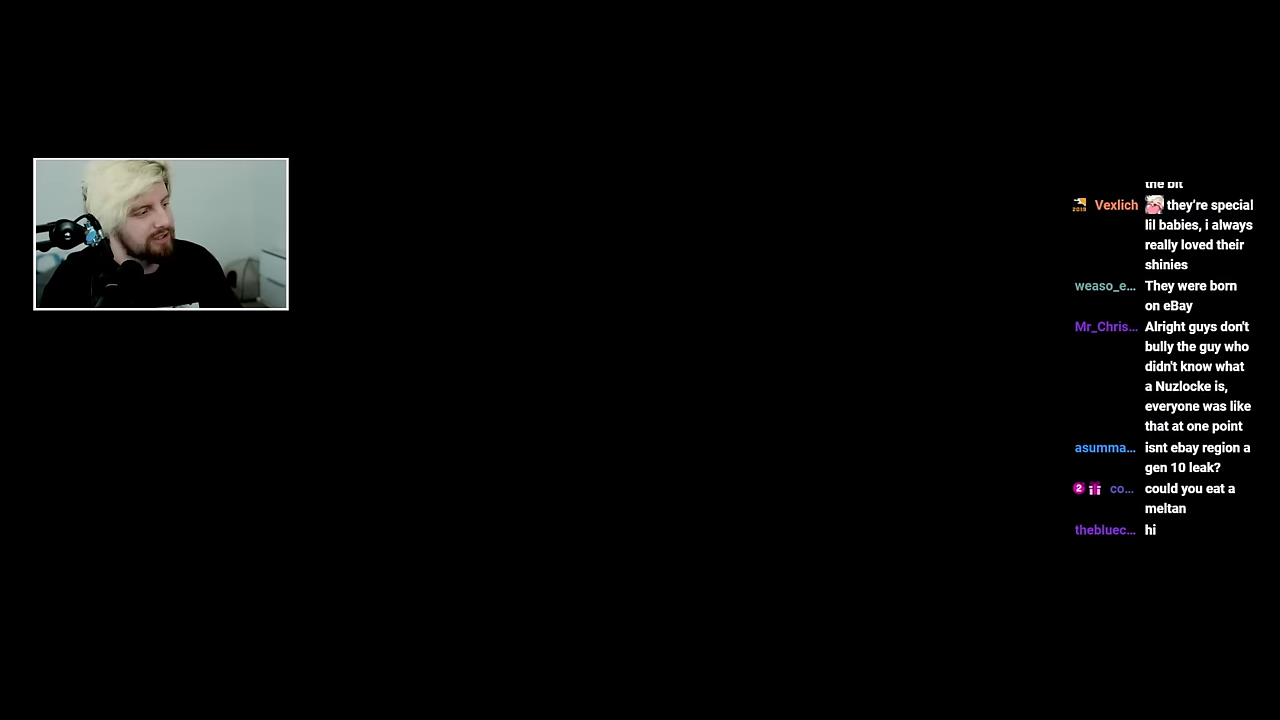 the bit
Vexlich they're special
lil babies, i always
really loved their
shinies
weaso_e… They were born
on eBay
Mr_Chris… Alright guys don't
bully the guy who
didn't know what
a Nuzlocke is,
everyone was like
that at one point
asumma… isnt ebay region a
gen 10 leak?
2 co… could you eat a
meltan
thebluec… hi